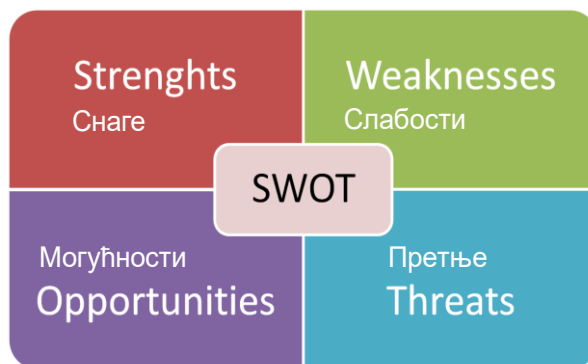 Strenghts
Снаге
Weaknesses
Слабости
SWOT
Могућности
Opportunities
Претње
Threats